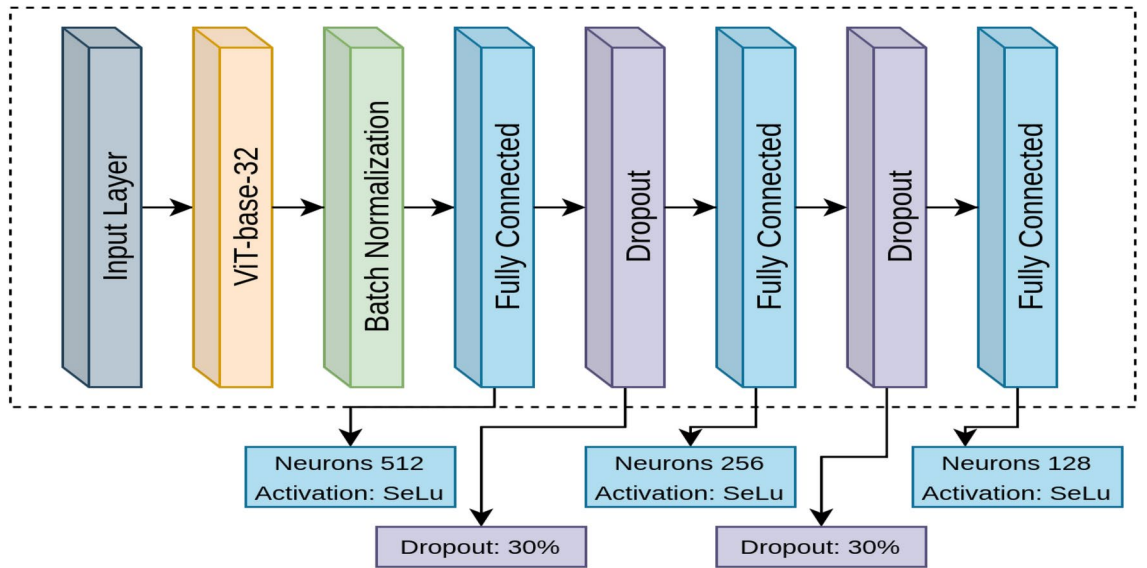 Input Layer
ViT-base-32
Batch Normalization
Fully Connected
Dropout
Fully Connected
Dropout
Fully Connected
Neurons 512
Activation: SeLu
Neurons 256
Activation: SeLu
Neurons 128
Activation: SeLu
Dropout: 30%
Dropout: 30%